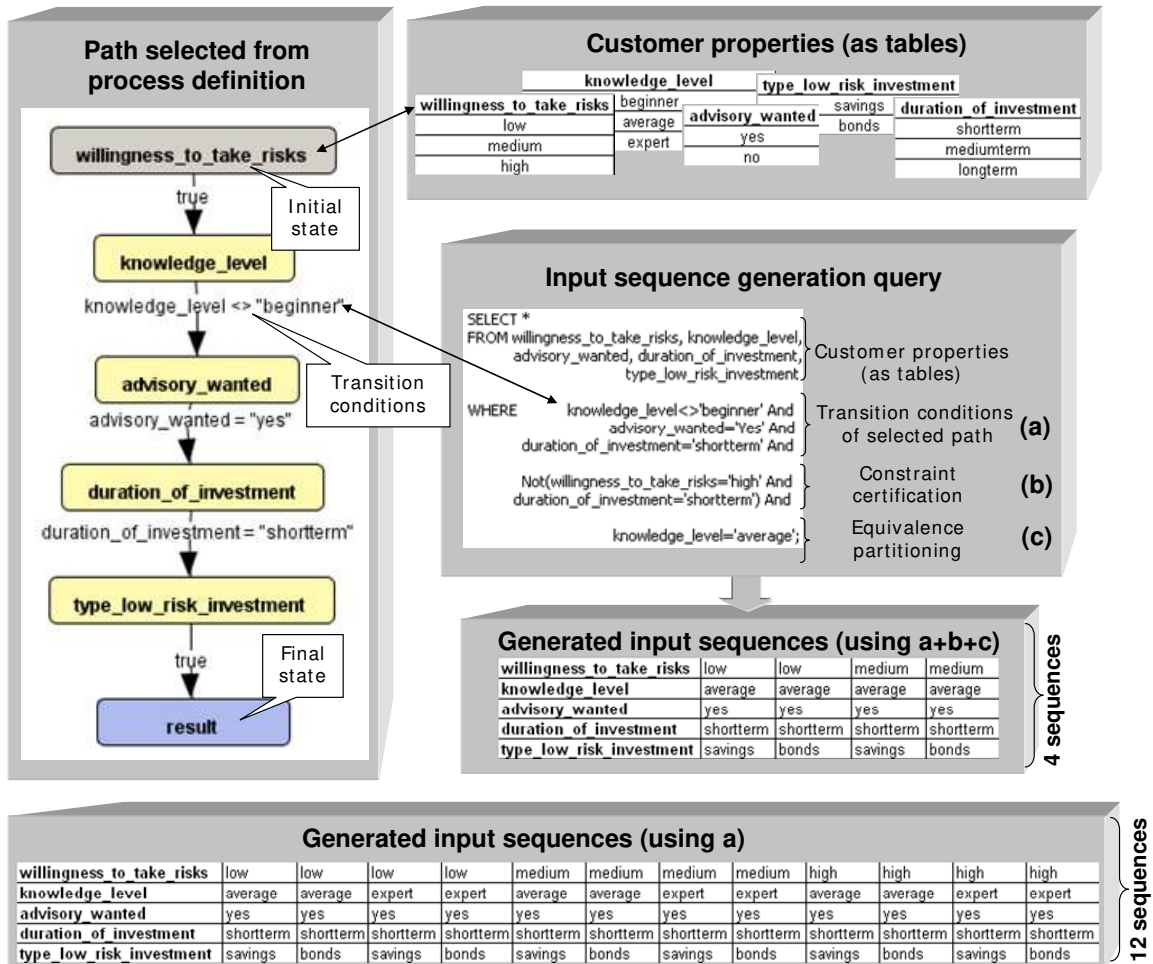 Path selected from
process definition
willingness_to_take_risks
true
Initial
state
knowledge_level
knowledge_level <> "beginner"
Transition
conditions
advisory_wanted
advisory_wanted = "yes"
duration_of_investment
duration_of_investment = "shortterm"
type_low_risk_investment
true
Final
state
result
Customer properties (as tables)
willingness_to_take_risks
low
medium
high
knowledge_level
beginner
average
expert
advisory_wanted
yes
no
type_low_risk_investment
savings
bonds
duration_of_investment
shortterm
mediumterm
longterm
Input sequence generation query
SELECT *
FROM willingness_to_take_risks, knowledge_level,
advisory_wanted, duration_of_investment,
type_low_risk_investment
Customer properties
(as tables)
WHERE knowledge_level<>'beginner' And
advisory_wanted='Yes' And
duration_of_investment='shortterm' And
Transition conditions
of selected path (a)
Not(willingness_to_take_risks='high' And
duration_of_investment='shortterm') And
Constraint
certification (b)
knowledge_level='average';
Equivalence
partitioning (c)
Generated input sequences (using a+b+c)
willingness_to_take_risks low low medium medium
knowledge_level average average average average
advisory_wanted yes yes yes yes
duration_of_investment shortterm shortterm shortterm shortterm
type_low_risk_investment savings bonds savings bonds
4 sequences
Generated input sequences (using a)
willingness_to_take_risks low low low low medium medium medium medium high high high high
knowledge_level average average expert expert average average expert expert average average expert expert
advisory_wanted yes yes yes yes yes yes yes yes yes yes yes yes
duration_of_investment shortterm shortterm shortterm shortterm shortterm shortterm shortterm shortterm shortterm shortterm shortterm shortterm
type_low_risk_investment savings bonds savings bonds savings bonds savings bonds savings bonds savings bonds
12 sequences